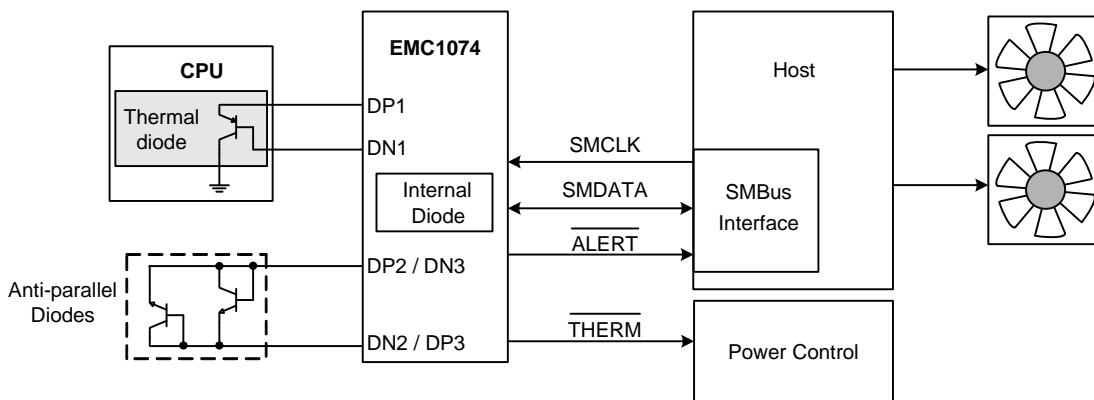 EMC1074
CPU
Thermal
diode
DP1
DN1
Internal
Diode
Anti-parallel
Diodes
DP2 / DN3
DN2 / DP3
SMCLK
SMDATA
ALERT
THERM
Host
SMBus
Interface
Power Control